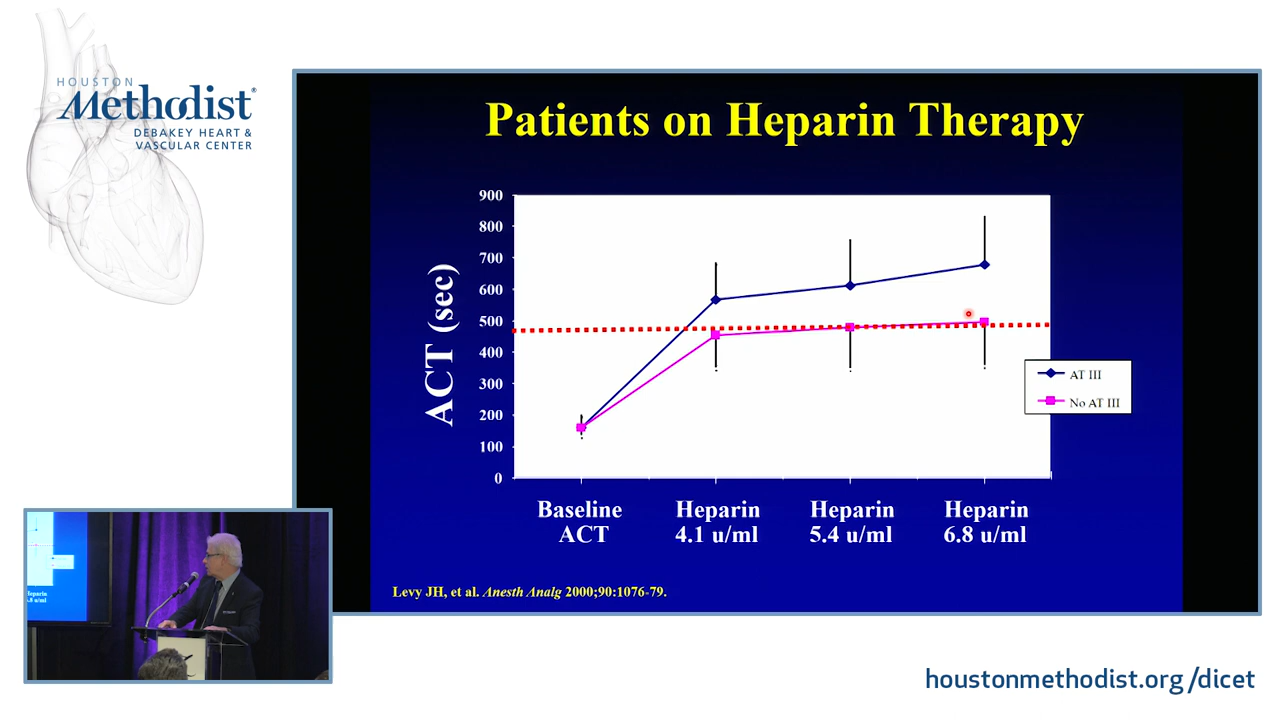 HOUSTON
Methodist®
DEBAKEY HEART &
VASCULAR CENTER
Patients on Heparin Therapy
ACT (sec)
900
800
700
600
500
400
300
200
100
0
AT III
No AT III
Baseline
ACT
Heparin
4.1 u/ml
Heparin
5.4 u/ml
Heparin
6.8 u/ml
Levy JH, et al. Anesth Analg 2000;90:1076-79.
houstonmethodist.org/dicet